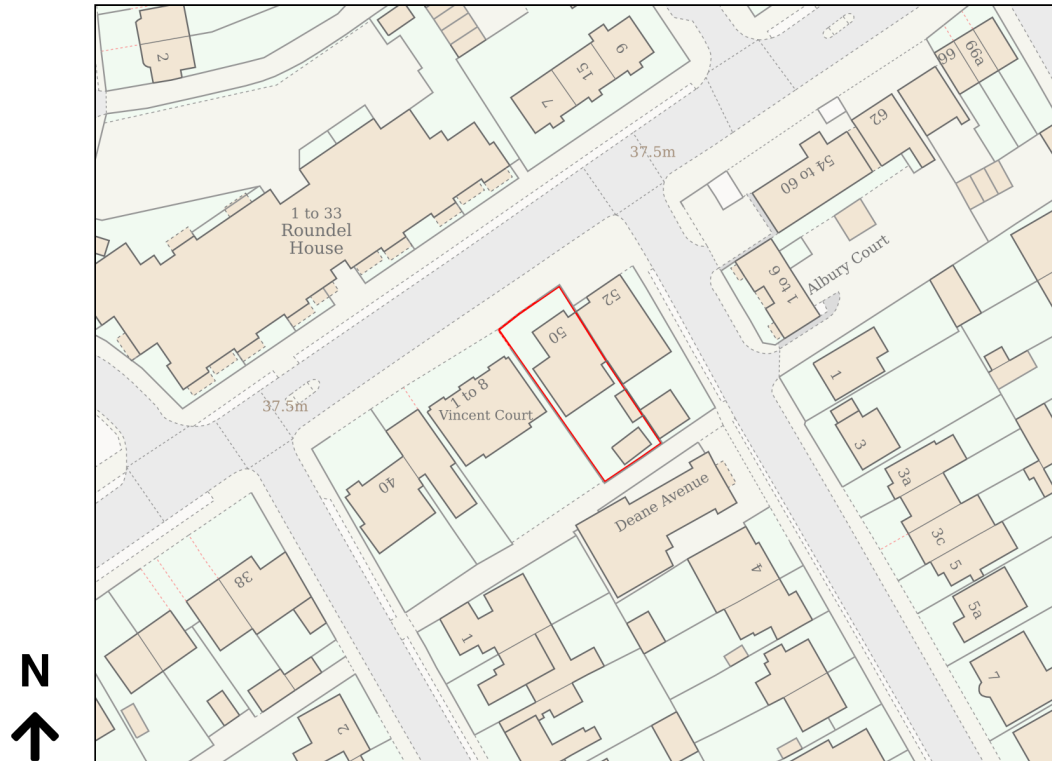 2
9
15
7
66
69a
62
37.5m
54 to 60
1 to 33
Roundel
House
1 to 6
Albury Court
52
50
1
1 to 8
Vincent Court
37.5m
3
40
3a
Deane Avenue
3c
38
4
5
5a
1
N
7
2